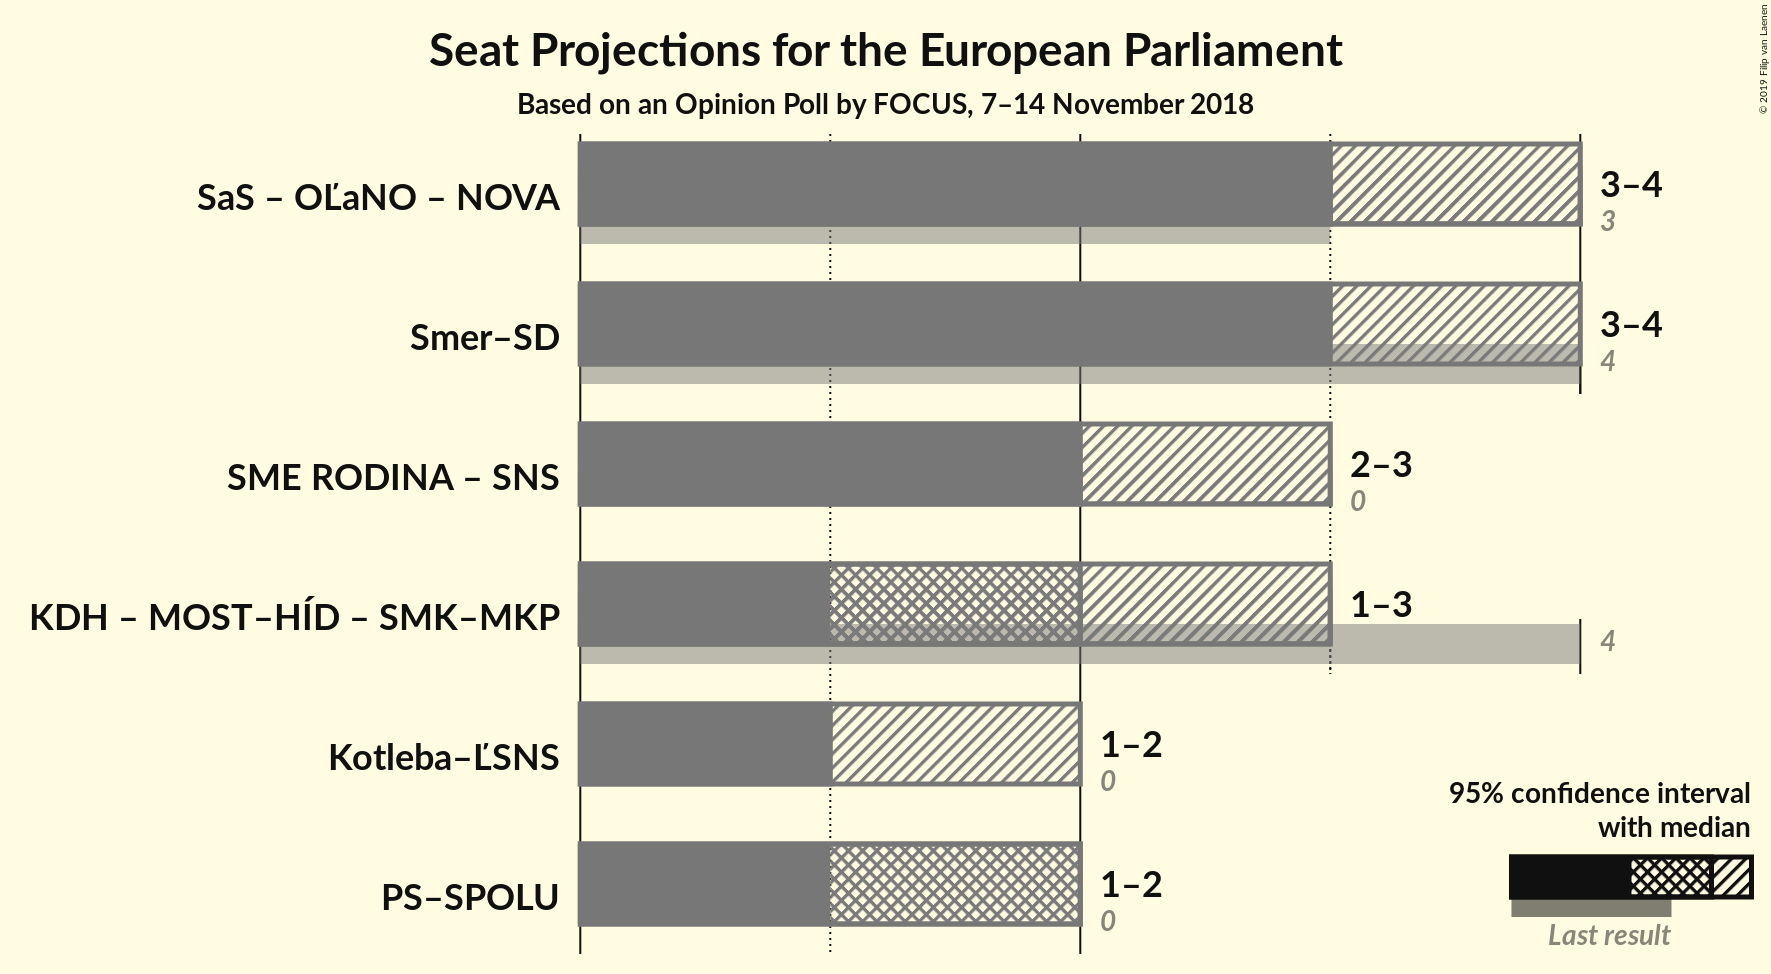 Seat Projections for the European Parliament
Based on an Opinion Poll by FOCUS, 7–14 November 2018
© 2019 Filip van Laenen
SaS – OĽaNO – NOVA
3–4
3
Smer–SD
3–4
4
SME RODINA – SNS
2–3
0
KDH – MOST–HÍD – SMK–MKP
1–3
4
Kotleba–ĽSNS
1–2
0
PS–SPOLU
1–2
0
95% confidence interval
with median
Last result